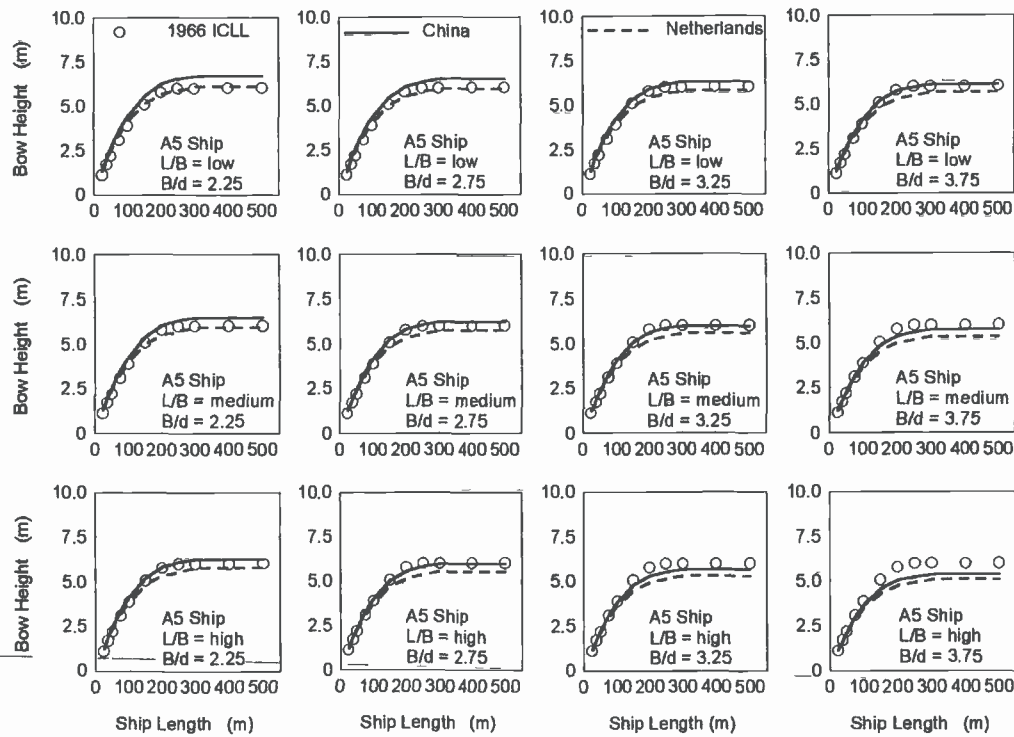 1966 ICLL
China
Netherlands
Bow Height (m)
10.0
7.5
5.0
2.5
0
A5 Ship
L/B = low
B/d = 2.25
0 100 200 300 400 500
10.0
7.5
5.0
2.5
0
A5 Ship
L/B = low
B/d = 2.75
0 100 200 300 400 500
10.0
7.5
5.0
2.5
0
A5 Ship
L/B = low
B/d = 3.25
0 100 200 300 400 500
10.0
7.5
5.0
2.5
0
A5 Ship
L/B = low
B/d = 3.75
0 100 200 300 400 500
Bow Height (m)
10.0
7.5
5.0
2.5
0
A5 Ship
L/B = medium
B/d = 2.25
0 100 200 300 400 500
10.0
7.5
5.0
2.5
0
A5 Ship
L/B = medium
B/d = 2.75
0 100 200 300 400 500
10.0
7.5
5.0
2.5
0
A5 Ship
L/B = medium
B/d = 3.25
0 100 200 300 400 500
10.0
7.5
5.0
2.5
0
A5 Ship
L/B = medium
B/d = 3.75
0 100 200 300 400 500
Bow Height (m)
10.0
7.5
5.0
2.5
0
A5 Ship
L/B = high
B/d = 2.25
0 100 200 300 400 500
Ship Length (m)
10.0
7.5
5.0
2.5
0
A5 Ship
L/B = high
B/d = 2.75
0 100 200 300 400 500
Ship Length (m)
10.0
7.5
5.0
2.5
0
A5 Ship
L/B = high
B/d = 3.25
0 100 200 300 400 500
Ship Length (m)
10.0
7.5
5.0
2.5
0
A5 Ship
L/B = high
B/d = 3.75
0 100 200 300 400 500
Ship Length (m)